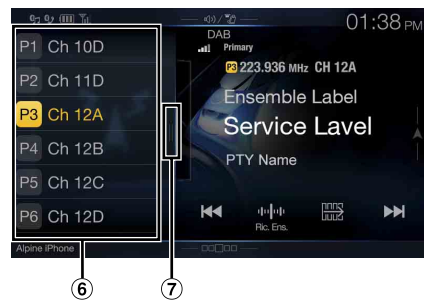 01:38 PM
DAB
Primary
P1 Ch 10D
P2 Ch 11D
P3 Ch 12A
P4 Ch 12B
P5 Ch 12C
P6 Ch 12D
P3 223.936 MHz CH 12A
Ensemble Label
Service Lavel
PTY Name
Ric. Ens.
Alpine iPhone
6
7